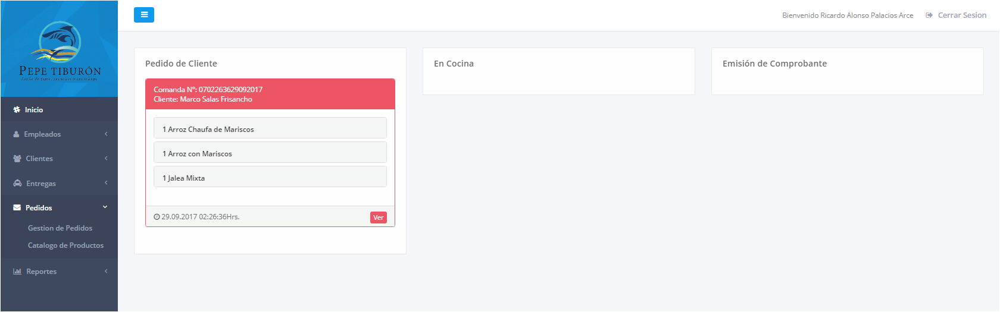 PEPE TIBURÓN
Inicio
Empleados
Clientes
Entregas
Pedidos
Gestion de Pedidos
Catalogo de Productos
Reportes
Bienvenido Ricardo Alonso Palacios Arce
Cerrar Sesion
Pedido de Cliente
Comanda Nº: 0702263629092017
Cliente: Marco Salas Frisancho
1 Arroz Chaufa de Mariscos
1 Arroz con Mariscos
1 Jalea Mixta
29.09.2017 02:26:36Hrs.
Ver
En Cocina
Emisión de Comprobante